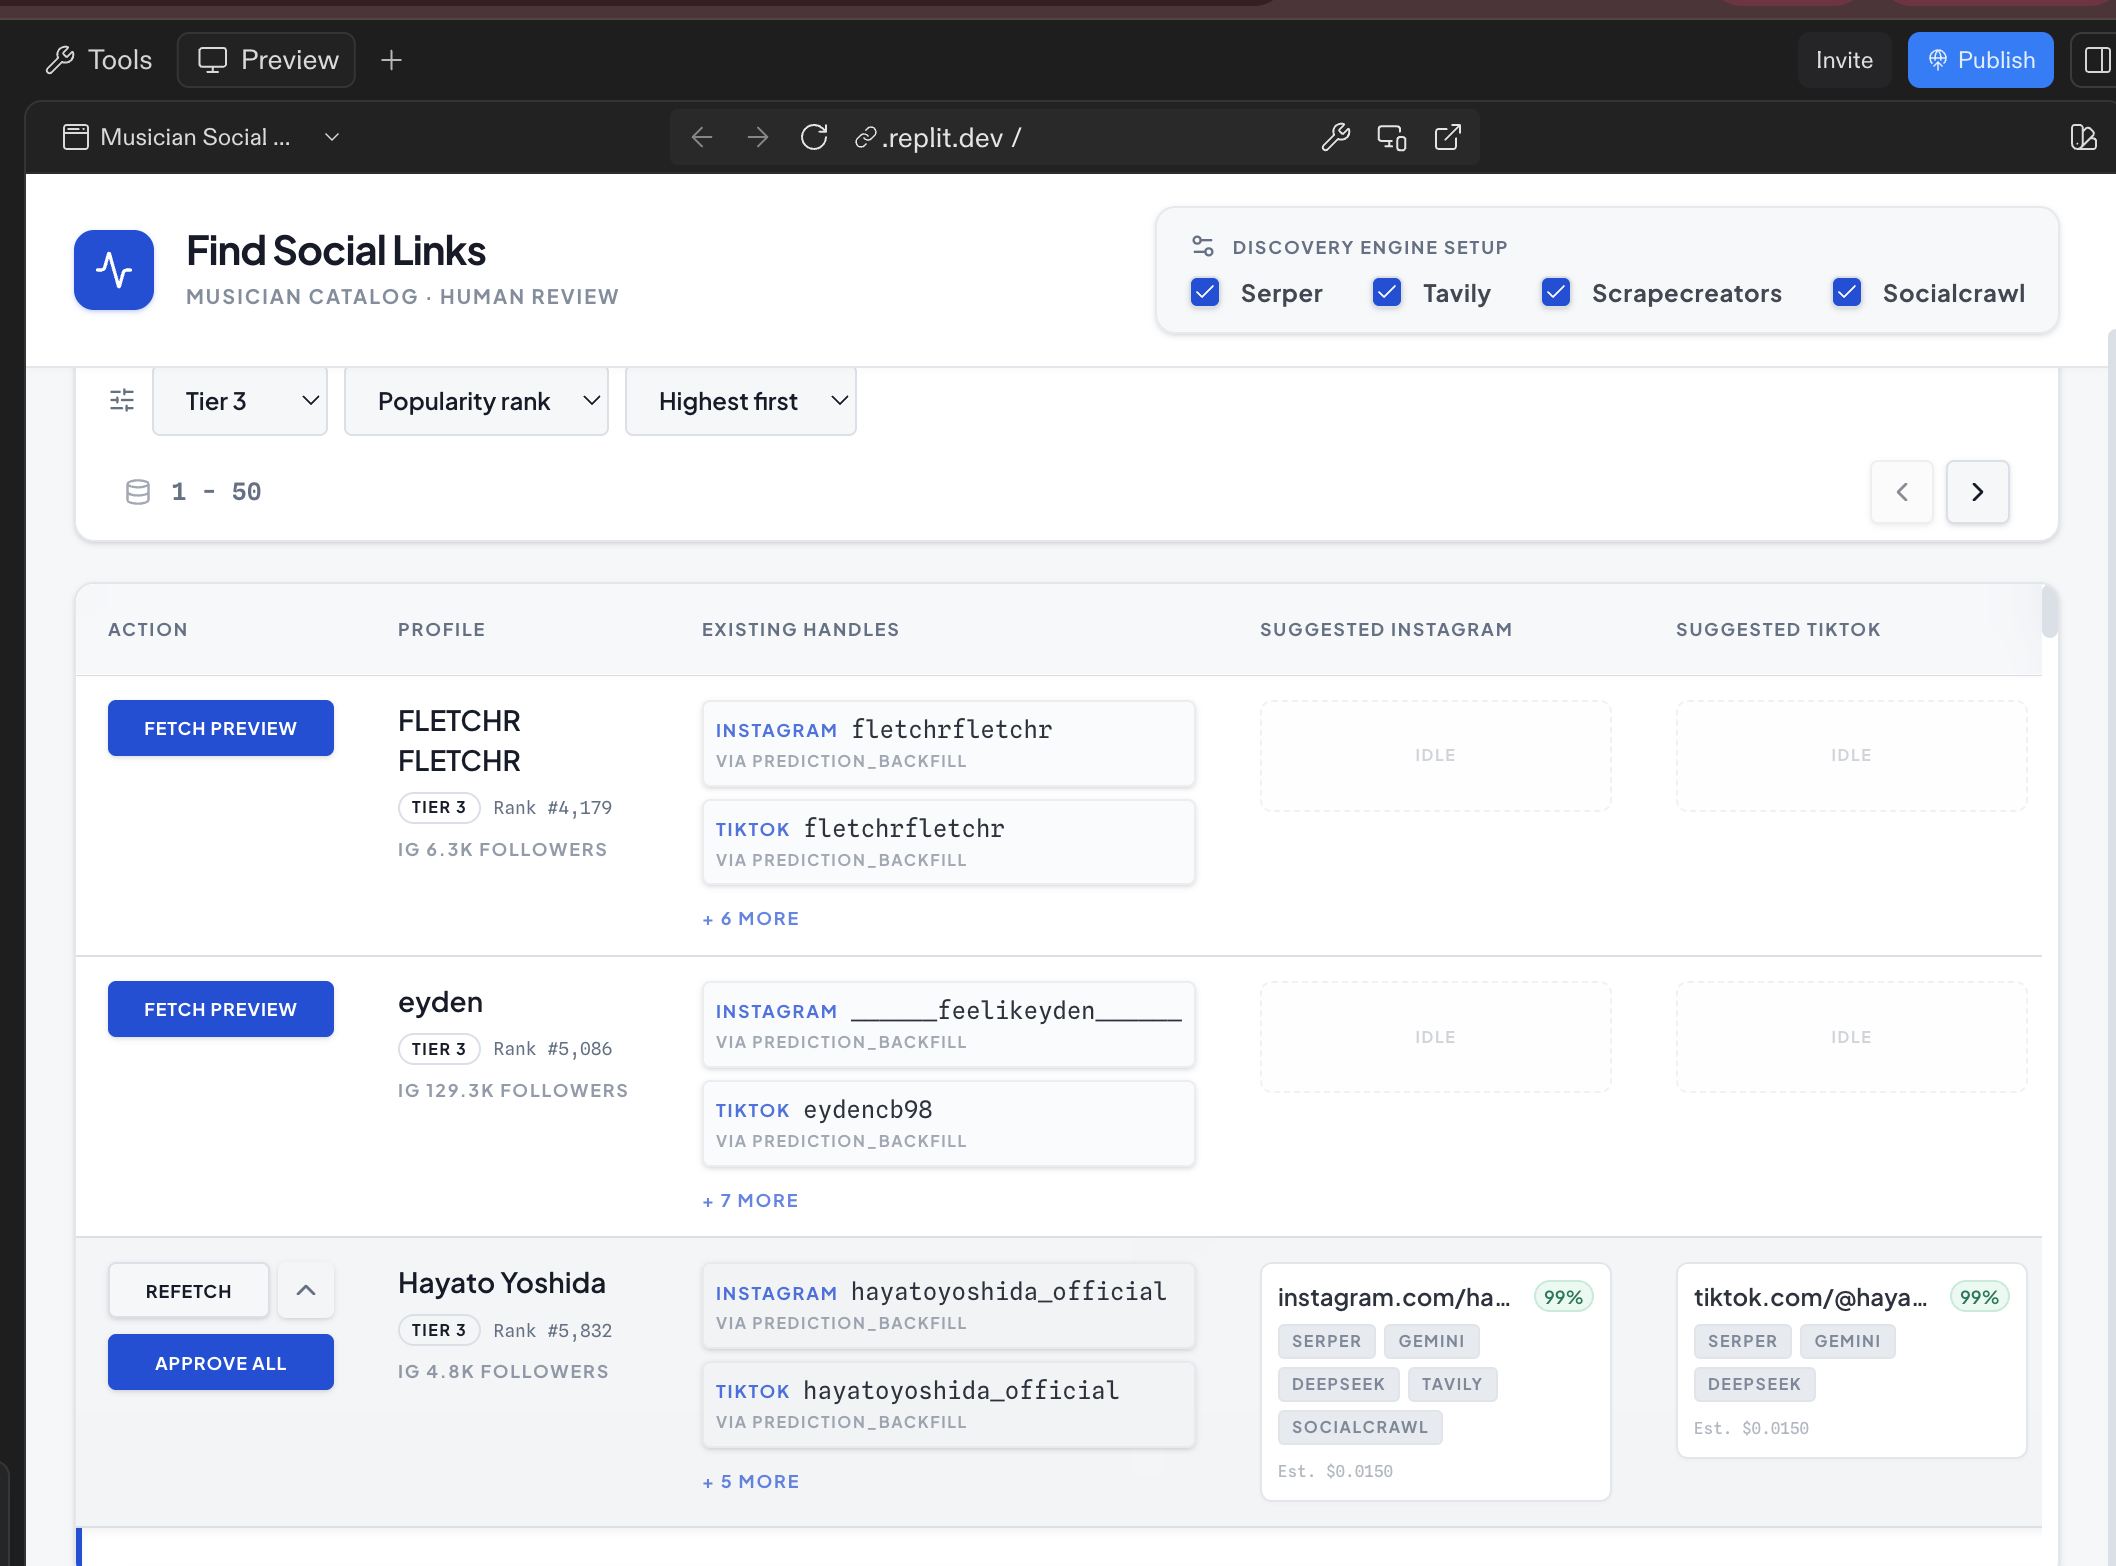 Tools
Preview
Invite
Publish
Musician Social ...
.replit.dev /
Find Social Links
MUSICIAN CATALOG · HUMAN REVIEW
DISCOVERY ENGINE SETUP
Serper Tavily Scrapecreators Socialcrawl
Tier 3 Popularity rank Highest first
1 - 50
ACTION PROFILE EXISTING HANDLES SUGGESTED INSTAGRAM SUGGESTED TIKTOK
FETCH PREVIEW
FLETCHR
FLETCHR
TIER 3 Rank #4,179
IG 6.3K FOLLOWERS
INSTAGRAM fletchrfletchr
VIA PREDICTION_BACKFILL
TIKTOK fletchrfletchr
VIA PREDICTION_BACKFILL
+ 6 MORE
IDLE
IDLE
FETCH PREVIEW
eyden
TIER 3 Rank #5,086
IG 129.3K FOLLOWERS
INSTAGRAM ______feelikeyden______
VIA PREDICTION_BACKFILL
TIKTOK eydencb98
VIA PREDICTION_BACKFILL
+ 7 MORE
IDLE
IDLE
REFETCH
APPROVE ALL
Hayato Yoshida
TIER 3 Rank #5,832
IG 4.8K FOLLOWERS
INSTAGRAM hayatoyoshida_official
VIA PREDICTION_BACKFILL
TIKTOK hayatoyoshida_official
VIA PREDICTION_BACKFILL
+ 5 MORE
instagram.com/ha... 99%
SERPER GEMINI
DEEPSEEK TAVILY
SOCIALCRAWL
Est. $0.0150
tiktok.com/@haya... 99%
SERPER GEMINI
DEEPSEEK
Est. $0.0150